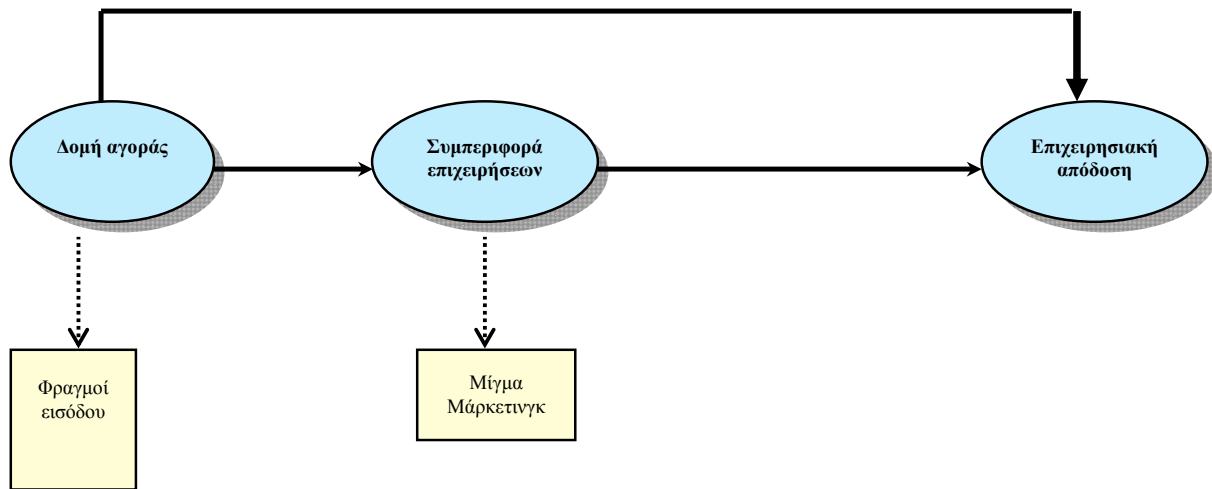 Δομή αγοράς
Συμπεριφορά
επιχειρήσεων
Επιχειρησιακή
απόδοση
Φραγμοί
εισόδου
Μίγμα
Μάρκετινγκ